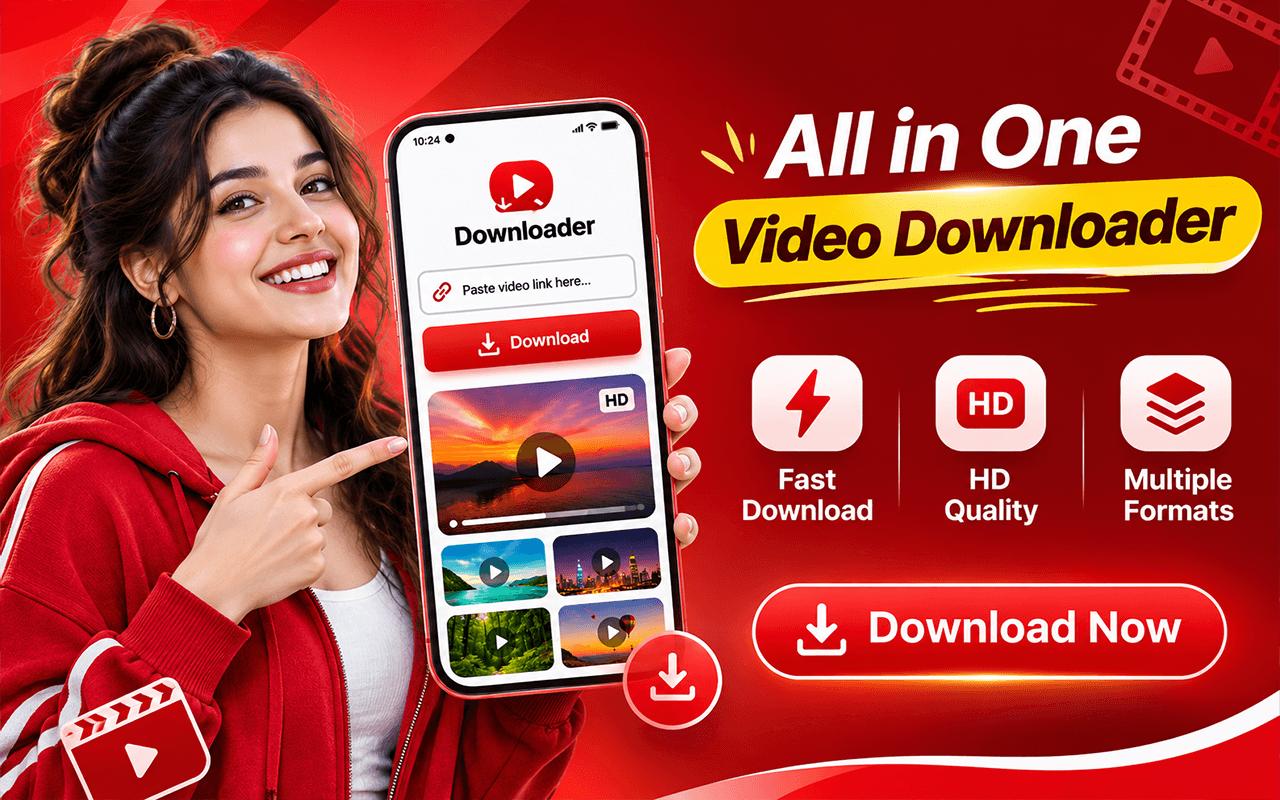 10:24
Downloader
Paste video link here...
Download
HD
All in One
Video Downloader
HD
Fast
Download
HD
Quality
Multiple
Formats
Download Now